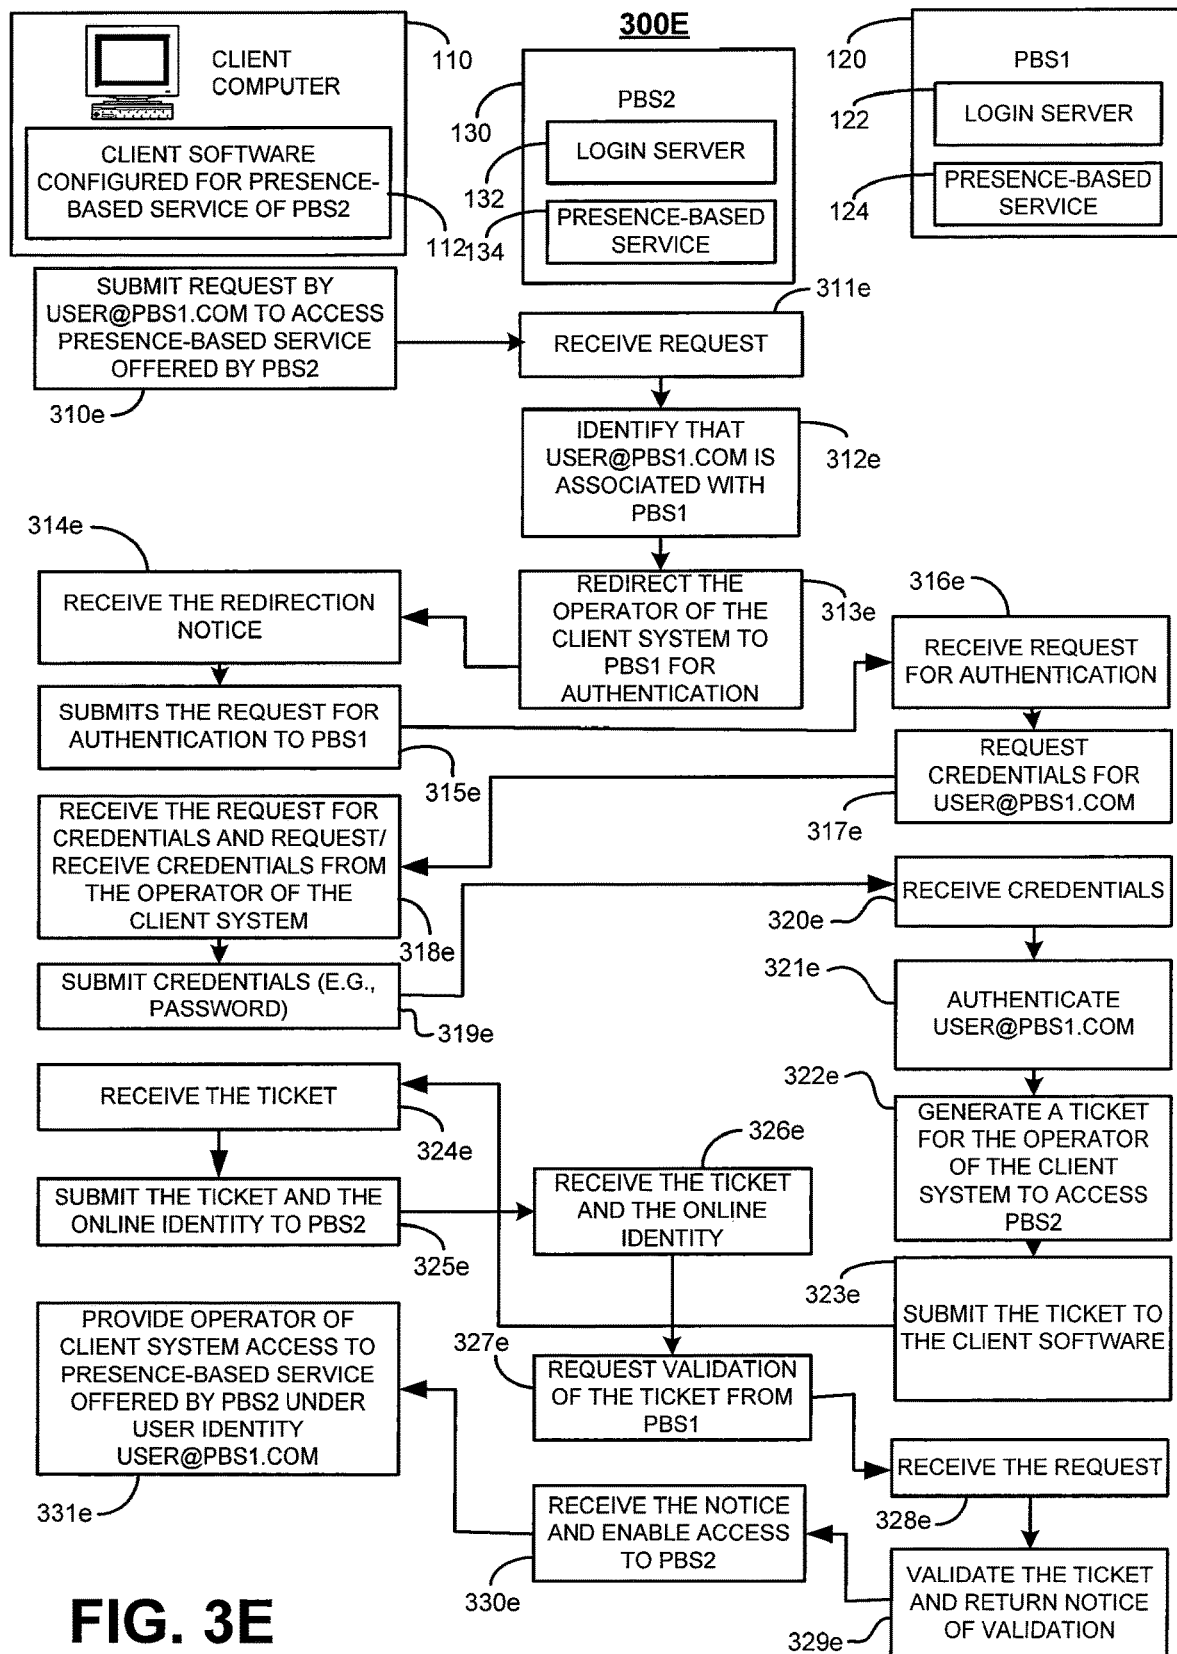 300E
110
CLIENT
COMPUTER
CLIENT SOFTWARE
CONFIGURED FOR PRESENCE-
BASED SERVICE OF PBS2
112
130
PBS2
132
LOGIN SERVER
134
PRESENCE-BASED
SERVICE
120
PBS1
122
LOGIN SERVER
124
PRESENCE-BASED
SERVICE
SUBMIT REQUEST BY
USER@PBS1.COM TO ACCESS
PRESENCE-BASED SERVICE
OFFERED BY PBS2
310e
311e
RECEIVE REQUEST
IDENTIFY THAT
USER@PBS1.COM IS
ASSOCIATED WITH
PBS1
312e
REDIRECT THE
OPERATOR OF THE
CLIENT SYSTEM TO
PBS1 FOR
AUTHENTICATION
313e
314e
RECEIVE THE REDIRECTION
NOTICE
SUBMITS THE REQUEST FOR
AUTHENTICATION TO PBS1
315e
316e
RECEIVE REQUEST
FOR AUTHENTICATION
REQUEST
CREDENTIALS FOR
USER@PBS1.COM
317e
RECEIVE THE REQUEST FOR
CREDENTIALS AND REQUEST/
RECEIVE CREDENTIALS FROM
THE OPERATOR OF THE
CLIENT SYSTEM
318e
SUBMIT CREDENTIALS (E.G.,
PASSWORD)
319e
RECEIVE CREDENTIALS
320e
321e
AUTHENTICATE
USER@PBS1.COM
322e
GENERATE A TICKET
FOR THE OPERATOR
OF THE CLIENT
SYSTEM TO ACCESS
PBS2
323e
SUBMIT THE TICKET TO
THE CLIENT SOFTWARE
RECEIVE THE TICKET
324e
SUBMIT THE TICKET AND THE
ONLINE IDENTITY TO PBS2
325e
326e
RECEIVE THE TICKET
AND THE ONLINE
IDENTITY
327e
REQUEST VALIDATION
OF THE TICKET FROM
PBS1
RECEIVE THE REQUEST
328e
VALIDATE THE TICKET
AND RETURN NOTICE
OF VALIDATION
329e
RECEIVE THE NOTICE
AND ENABLE ACCESS
TO PBS2
330e
PROVIDE OPERATOR OF
CLIENT SYSTEM ACCESS TO
PRESENCE-BASED SERVICE
OFFERED BY PBS2 UNDER
USER IDENTITY
USER@PBS1.COM
331e
FIG. 3E